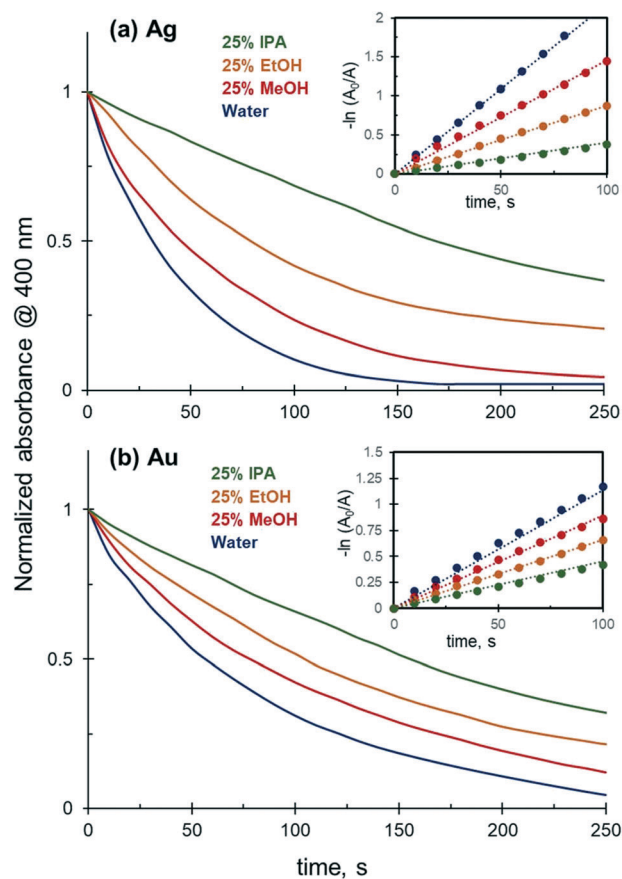 (a) Ag
25% IPA
25% EtOH
25% MeOH
Water
1
0.5
0
0
50
100
150
200
250
-ln (A₀/A)
2
1.5
1
0.5
0
0
50
100
time, s
Normalized absorbance @ 400 nm
(b) Au
25% IPA
25% EtOH
25% MeOH
Water
1
0.5
0
0
50
100
150
200
250
-ln (A₀/A)
1.5
1.25
1
0.75
0.5
0.25
0
0
50
100
time, s
time, s